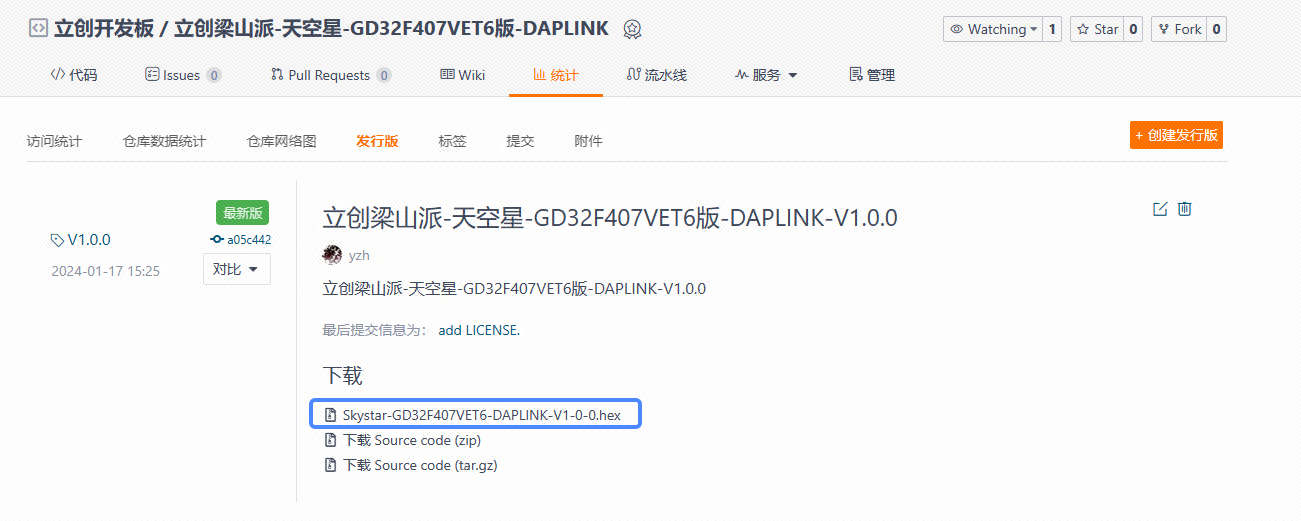 立创开发板 / 立创梁山派-天空星-GD32F407VET6版-DAPLINK
Watching 1 Star 0 Fork 0
代码 Issues 0 Pull Requests 0 Wiki 统计 流水线 服务 管理
访问统计 仓库数据统计 仓库网络图 发行版 标签 提交 附件
+ 创建发行版
最新版
V1.0.0
a05c442
2024-01-17 15:25
对比
立创梁山派-天空星-GD32F407VET6版-DAPLINK-V1.0.0
yzh
立创梁山派-天空星-GD32F407VET6版-DAPLINK-V1.0.0
最后提交信息为： add LICENSE.
下载
Skystar-GD32F407VET6-DAPLINK-V1-0-0.hex
下载 Source code (zip)
下载 Source code (tar.gz)